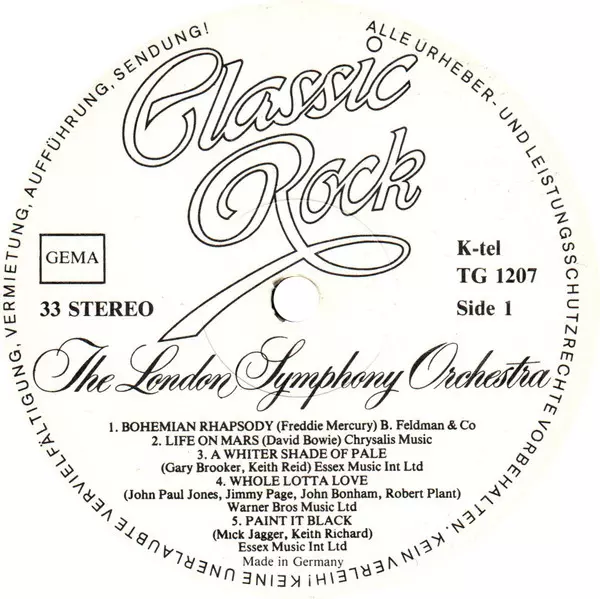 ALLE URHEBER- UND LEISTUNGSSCHUTZRECHTE VORBEHALTEN. KEIN VERLEIH! KEINE UNERLAUBTE VERVIELFÄLTIGUNG, VERMIETUNG, AUFFÜHRUNG, SENDUNG!
Classic
Rock
GEMA
33 STEREO
K-tel
TG 1207
Side 1
The London Symphony Orchestra
1. BOHEMIAN RHAPSODY (Freddie Mercury) B. Feldman & Co
2. LIFE ON MARS (David Bowie) Chrysalis Music
3. A WHITER SHADE OF PALE
(Gary Brooker, Keith Reid) Essex Music Int Ltd
4. WHOLE LOTTA LOVE
(John Paul Jones, Jimmy Page, John Bonham, Robert Plant)
Warner Bros Music Ltd
5. PAINT IT BLACK
(Mick Jagger, Keith Richard)
Essex Music Int Ltd
Made in Germany